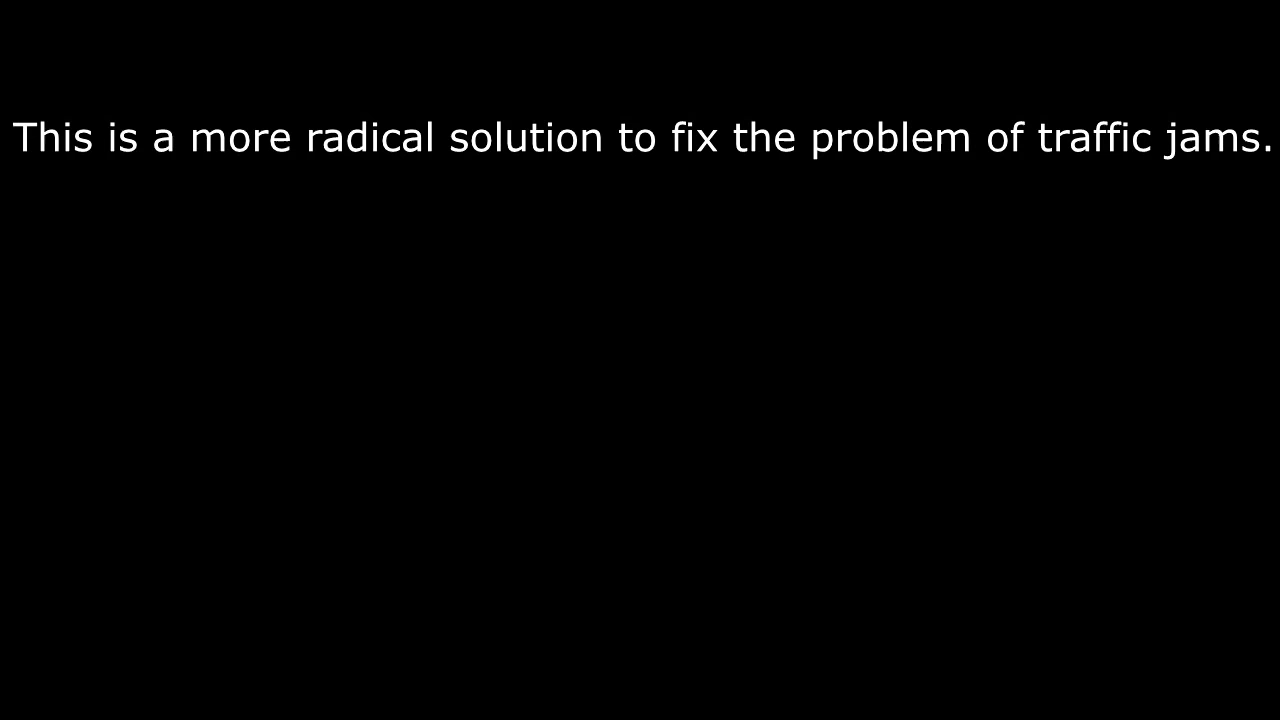 This is a more radical solution to fix the problem of traffic jams.